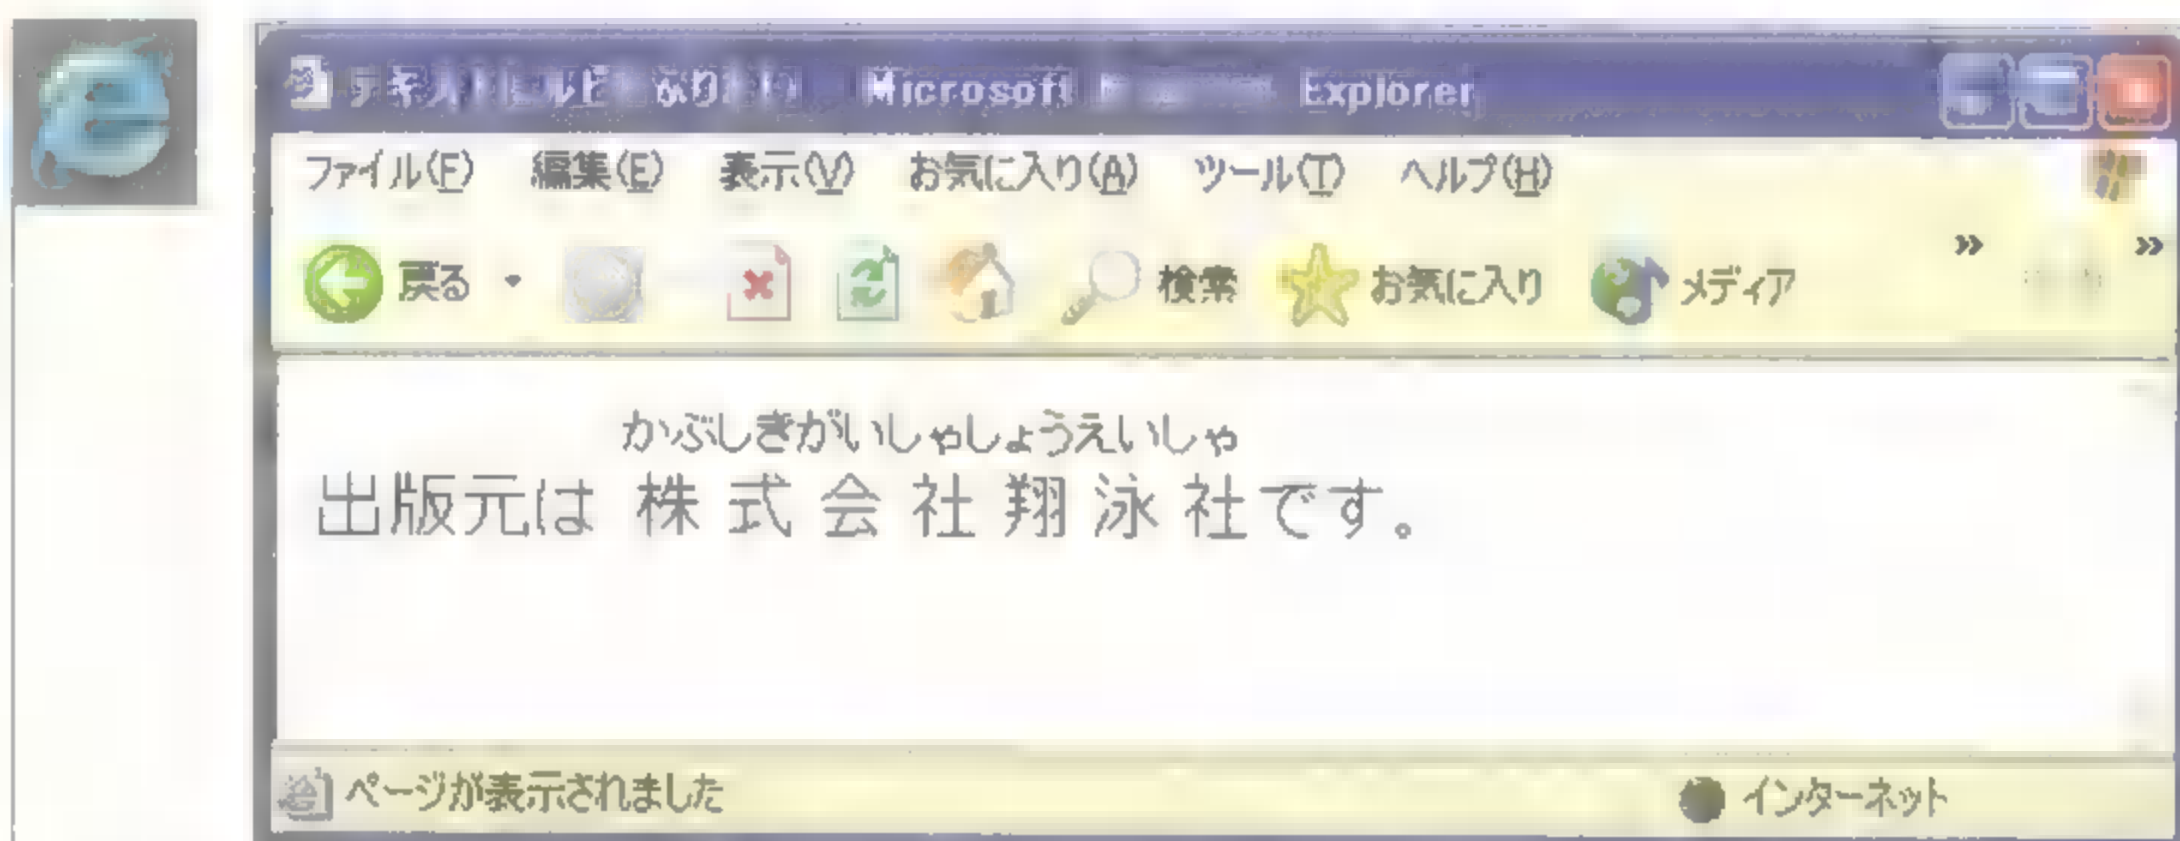 Microsoft Explorer
ファイル(F) 編集(E) 表示(V) お気に入り(A) ツール(T) ヘルプ(H)
戻る 検索 お気に入り メディア » »
かぶしきがいしゃしょうえいしゃ
出版元は 株式会社翔泳社です。
ページが表示されました インターネット